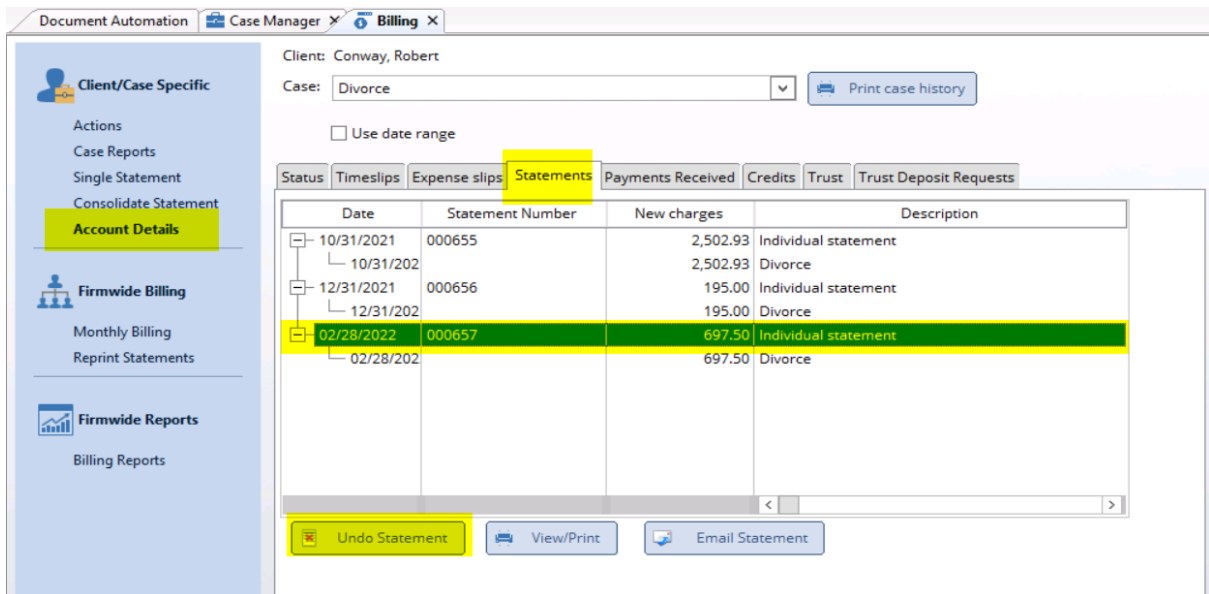 Document Automation Case Manager Billing
Client: Conway, Robert
Client/Case Specific
Case: Divorce Print case history
Actions
Use date range
Case Reports
Single Statement
Status Timeslips Expense slips Statements Payments Received Credits Trust Trust Deposit Requests
Consolidate Statement
Account Details
Date Statement Number New charges Description
10/31/2021 000655 2,502.93 Individual statement
10/31/202 2,502.93 Divorce
12/31/2021 000656 195.00 Individual statement
12/31/202 195.00 Divorce
02/28/2022 000657 697.50 Individual statement
02/28/202 697.50 Divorce
Firmwide Billing
Monthly Billing
Reprint Statements
Firmwide Reports
Billing Reports
Undo Statement View/Print Email Statement